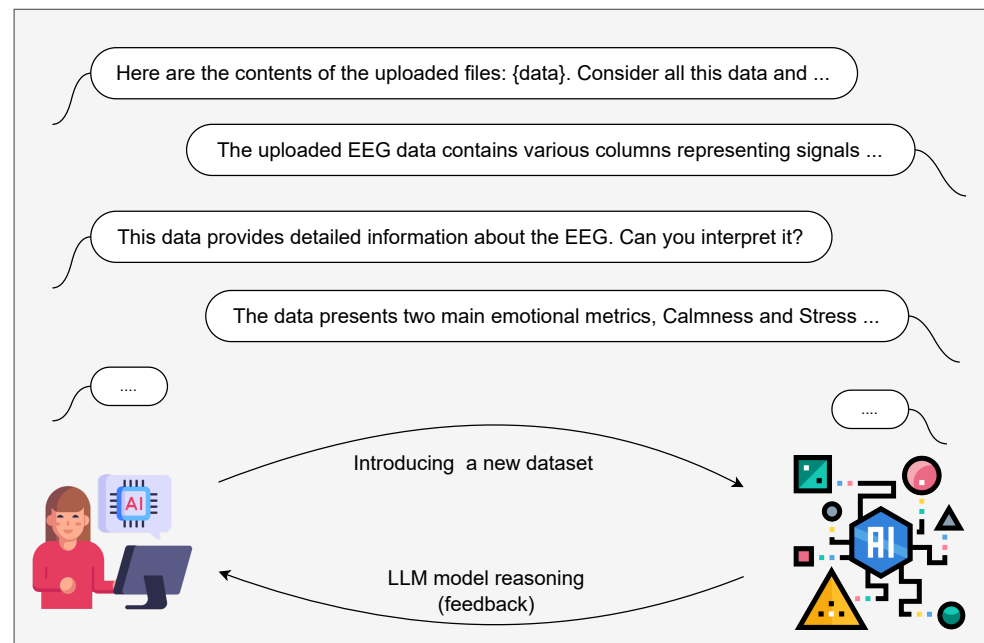 Here are the contents of the uploaded files: {data}. Consider all this data and ...
The uploaded EEG data contains various columns representing signals ...
This data provides detailed information about the EEG. Can you interpret it?
The data presents two main emotional metrics, Calmness and Stress ...
....
....
Introducing a new dataset
AI
AI
LLM model reasoning
(feedback)